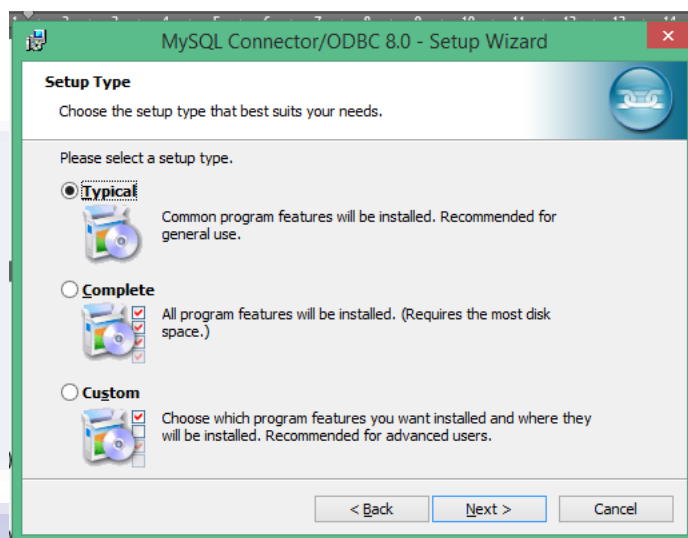 MySQL Connector/ODBC 8.0 - Setup Wizard
Setup Type
Choose the setup type that best suits your needs.
Please select a setup type.
Typical
Common program features will be installed. Recommended for
general use.
Complete
All program features will be installed. (Requires the most disk
space.)
Custom
Choose which program features you want installed and where they
will be installed. Recommended for advanced users.
< Back
Next >
Cancel